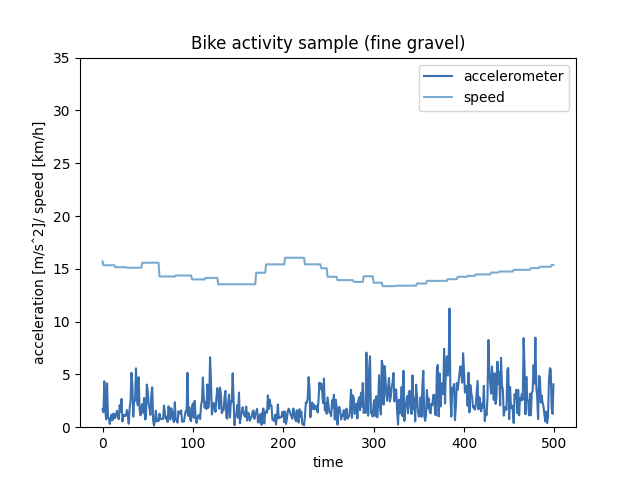 Bike activity sample (fine gravel)
acceleration [m/s^2]/ speed [km/h]
35
30
25
20
15
10
5
0
accelerometer
speed
0
100
200
300
400
500
time